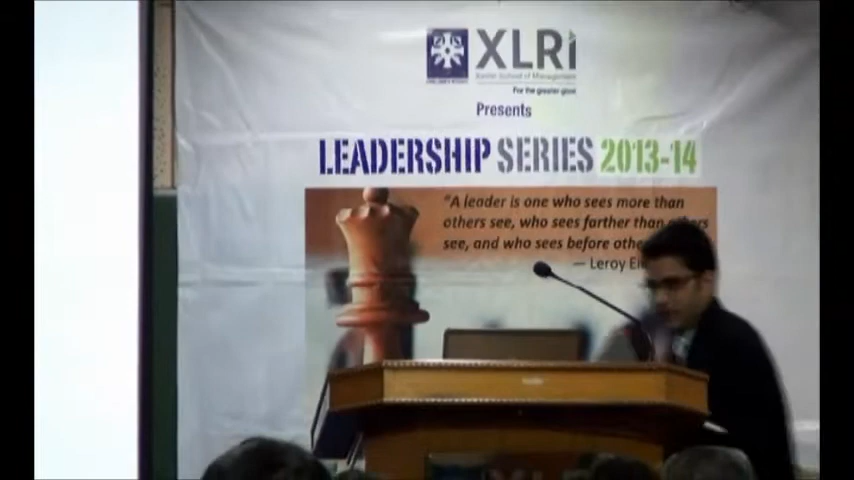 XLRI
Xavier School of Management
For the greater good
Presents
LEADERSHIP SERIES 2013-14
"A leader is one who sees more than
others see, who sees farther than others
see, and who sees before
— Leroy